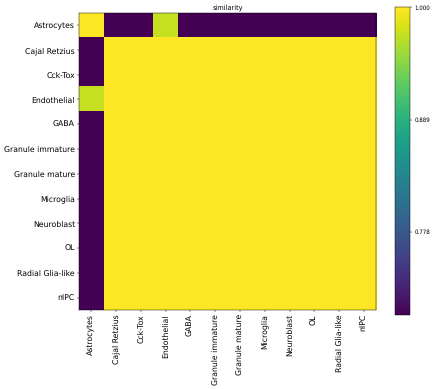 similarity
Astrocytes
Cajal Retzius
Cck-Tox
Endothelial
GABA
Granule immature
Granule mature
Microglia
Neuroblast
OL
Radial Glia-like
nIPC
1.000
0.889
0.778
Astrocytes
Cajal Retzius
Cck-Tox
Endothelial
GABA
Granule immature
Granule mature
Microglia
Neuroblast
OL
Radial Glia-like
nIPC